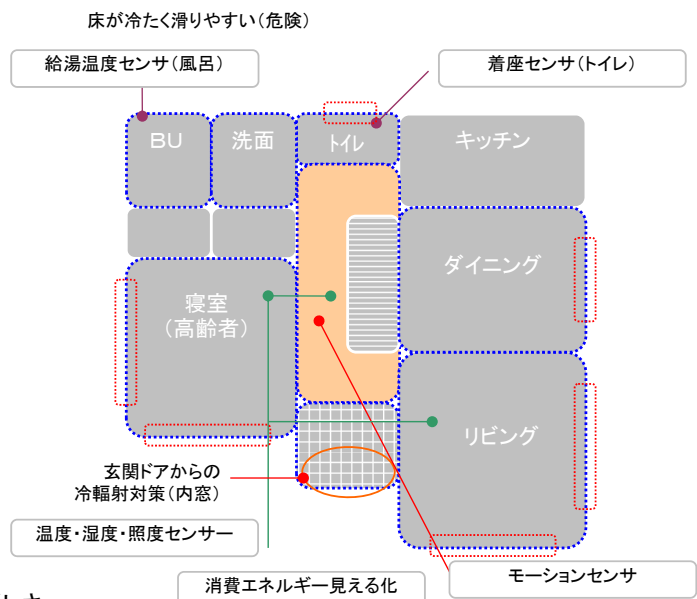 床が冷たく滑りやすい(危険)
給湯温度センサ(風呂)
着座センサ(トイレ)
BU
洗面
トイレ
キッチン
ダイニング
寝室
(高齢者)
リビング
玄関ドアからの
冷輻射対策(内窓)
温度・湿度・照度センサー
消費エネルギー見える化
モーションセンサ